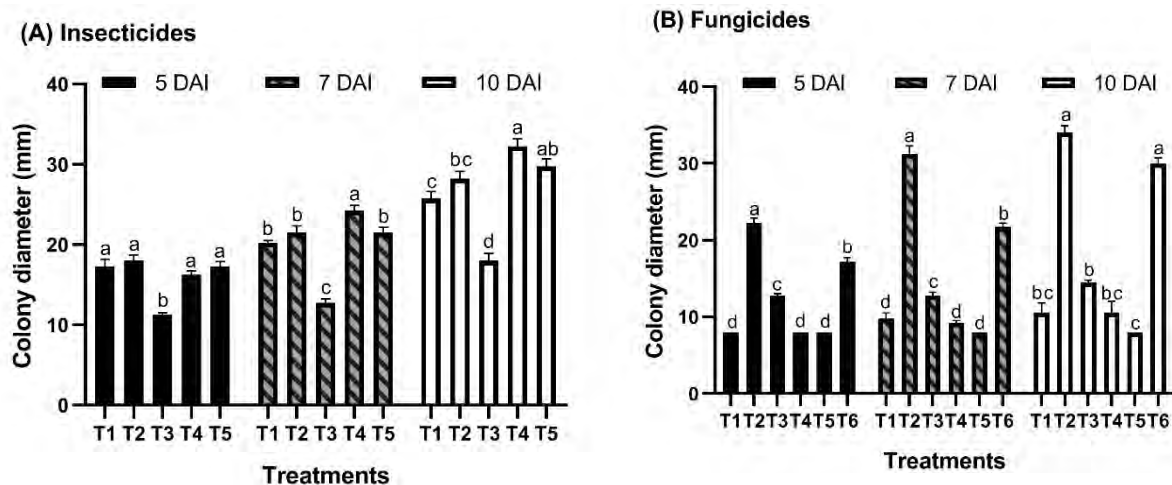 (A) Insecticides
5 DAI 7 DAI 10 DAI
Colony diameter (mm)
40
30
20
10
0
a a b a a b b c a b c bc d a ab
T1 T2 T3 T4 T5 T1 T2 T3 T4 T5 T1 T2 T3 T4 T5
Treatments
(B) Fungicides
5 DAI 7 DAI 10 DAI
Colony diameter (mm)
40
30
20
10
0
d a c d d b d a c d d b bc a b bc c a
T1 T2 T3 T4 T5 T6 T1 T2 T3 T4 T5 T6 T1 T2 T3 T4 T5 T6
Treatments